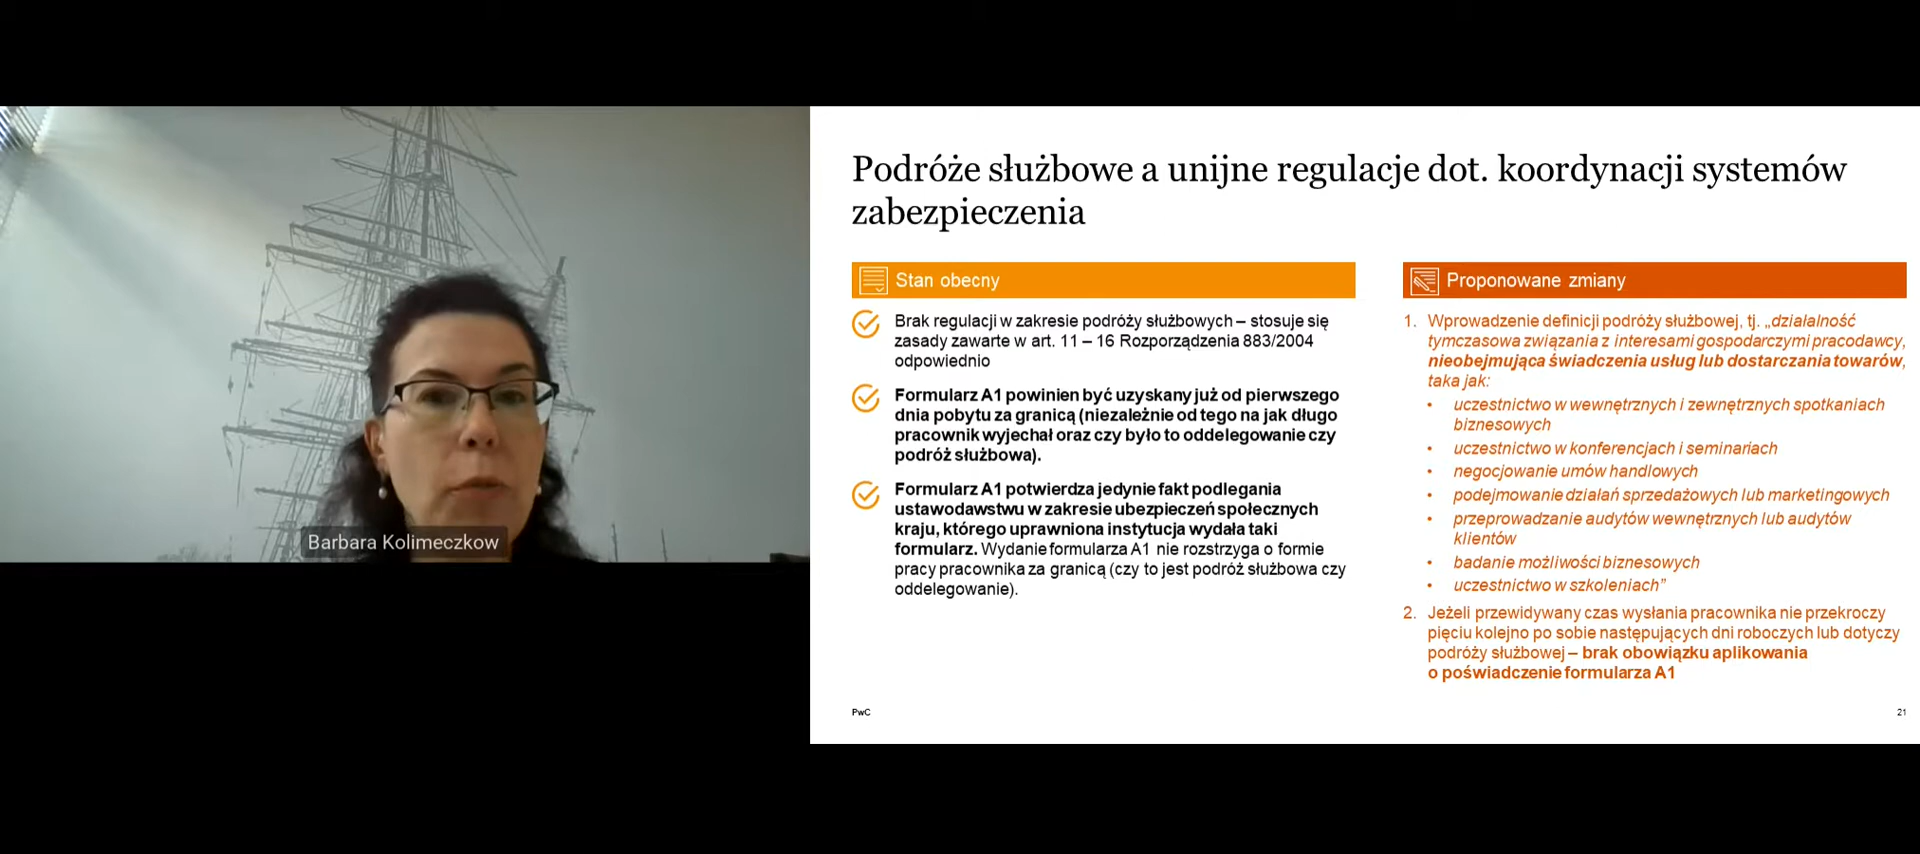 Barbara Kolimeczkow
Podróże służbowe a unijne regulacje dot. koordynacji systemów
zabezpieczenia
Stan obecny
Brak regulacji w zakresie podróży służbowych – stosuje się
zasady zawarte w art. 11 – 16 Rozporządzenia 883/2004
odpowiednio
Formularz A1 powinien być uzyskany już od pierwszego
dnia pobytu za granicą (niezależnie od tego na jak długo
pracownik wyjechał oraz czy było to oddelegowanie czy
podróż służbowa).
Formularz A1 potwierdza jedynie fakt podlegania
ustawodawstwu w zakresie ubezpieczeń społecznych
kraju, którego uprawniona instytucja wydała taki
formularz. Wydanie formularza A1 nie rozstrzyga o formie
pracy pracownika za granicą (czy to jest podróż służbowa czy
oddelegowanie).
Proponowane zmiany
1. Wprowadzenie definicji podróży służbowej, tj. „działalność
tymczasowa związana z interesami gospodarczymi pracodawcy,
nieobejmująca świadczenia usług lub dostarczania towarów,
taka jak:
• uczestnictwo w wewnętrznych i zewnętrznych spotkaniach
biznesowych
• uczestnictwo w konferencjach i seminariach
• negocjowanie umów handlowych
• podejmowanie działań sprzedażowych lub marketingowych
• przeprowadzanie audytów wewnętrznych lub audytów
klientów
• badanie możliwości biznesowych
• uczestnictwo w szkoleniach”
2. Jeżeli przewidywany czas wysłania pracownika nie przekroczy
pięciu kolejno po sobie następujących dni roboczych lub dotyczy
podróży służbowej – brak obowiązku aplikowania
o poświadczenie formularza A1
PwC
21